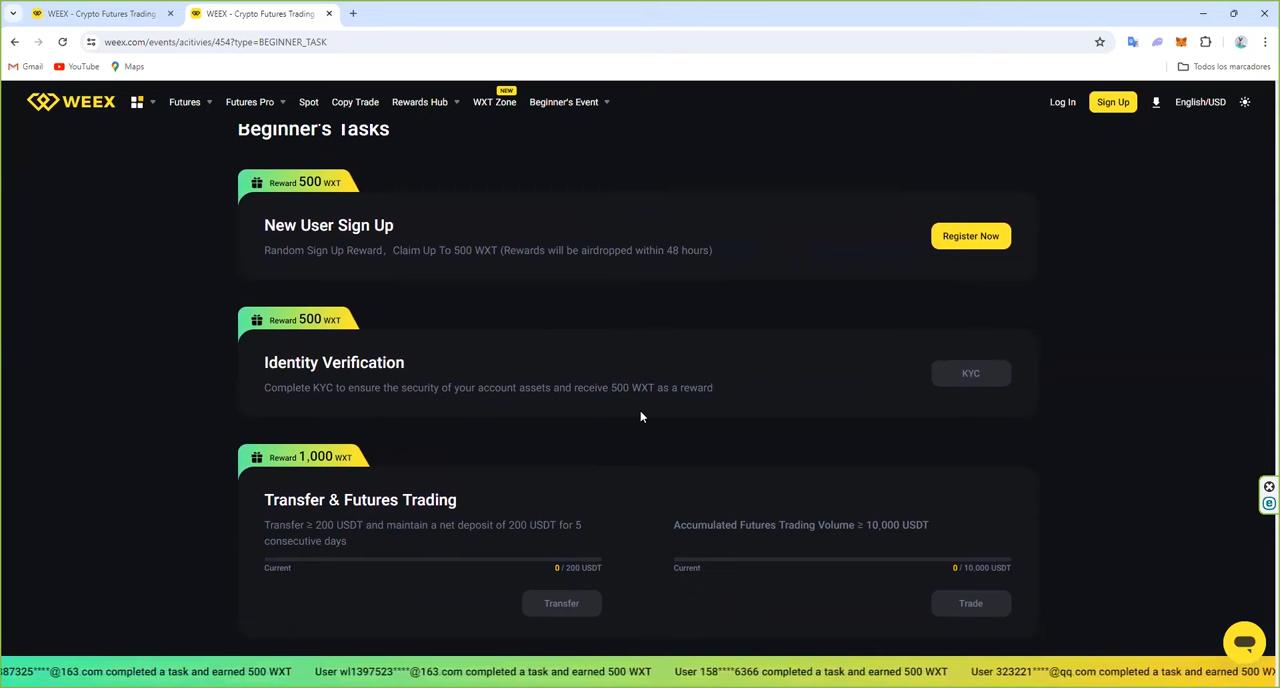 WEEX - Crypto Futures Trading
WEEX - Crypto Futures Trading
weex.com/events/acitivies/454?type=BEGINNER_TASK
Gmail
YouTube
Maps
Todos los marcadores
WEEX
Futures
Futures Pro
Spot
Copy Trade
Rewards Hub
NEW
WXT Zone
Beginner's Event
Log In
Sign Up
English/USD
Beginner's Tasks
Reward 500 WXT
New User Sign Up
Random Sign Up Reward，Claim Up To 500 WXT (Rewards will be airdropped within 48 hours)
Register Now
Reward 500 WXT
Identity Verification
Complete KYC to ensure the security of your account assets and receive 500 WXT as a reward
KYC
Reward 1,000 WXT
Transfer & Futures Trading
Transfer ≥ 200 USDT and maintain a net deposit of 200 USDT for 5
consecutive days
Current
0 / 200 USDT
Transfer
Accumulated Futures Trading Volume ≥ 10,000 USDT
Current
0 / 10,000 USDT
Trade
87325****@163.com completed a task and earned 500 WXT
User wl1397523****@163.com completed a task and earned 500 WXT
User 158****6366 completed a task and earned 500 WXT
User 323221****@qq.com completed a task and earned 500 WX